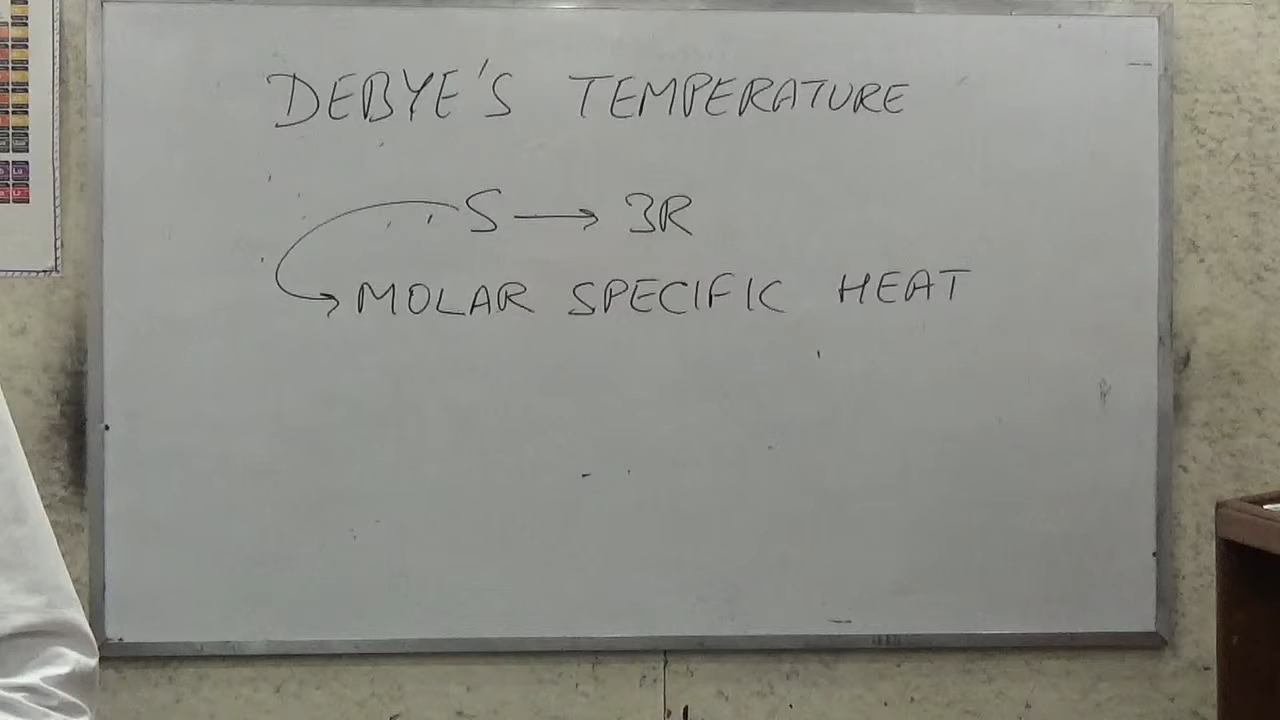 DEBYE'S TEMPERATURE
S → 3R
MOLAR SPECIFIC HEAT